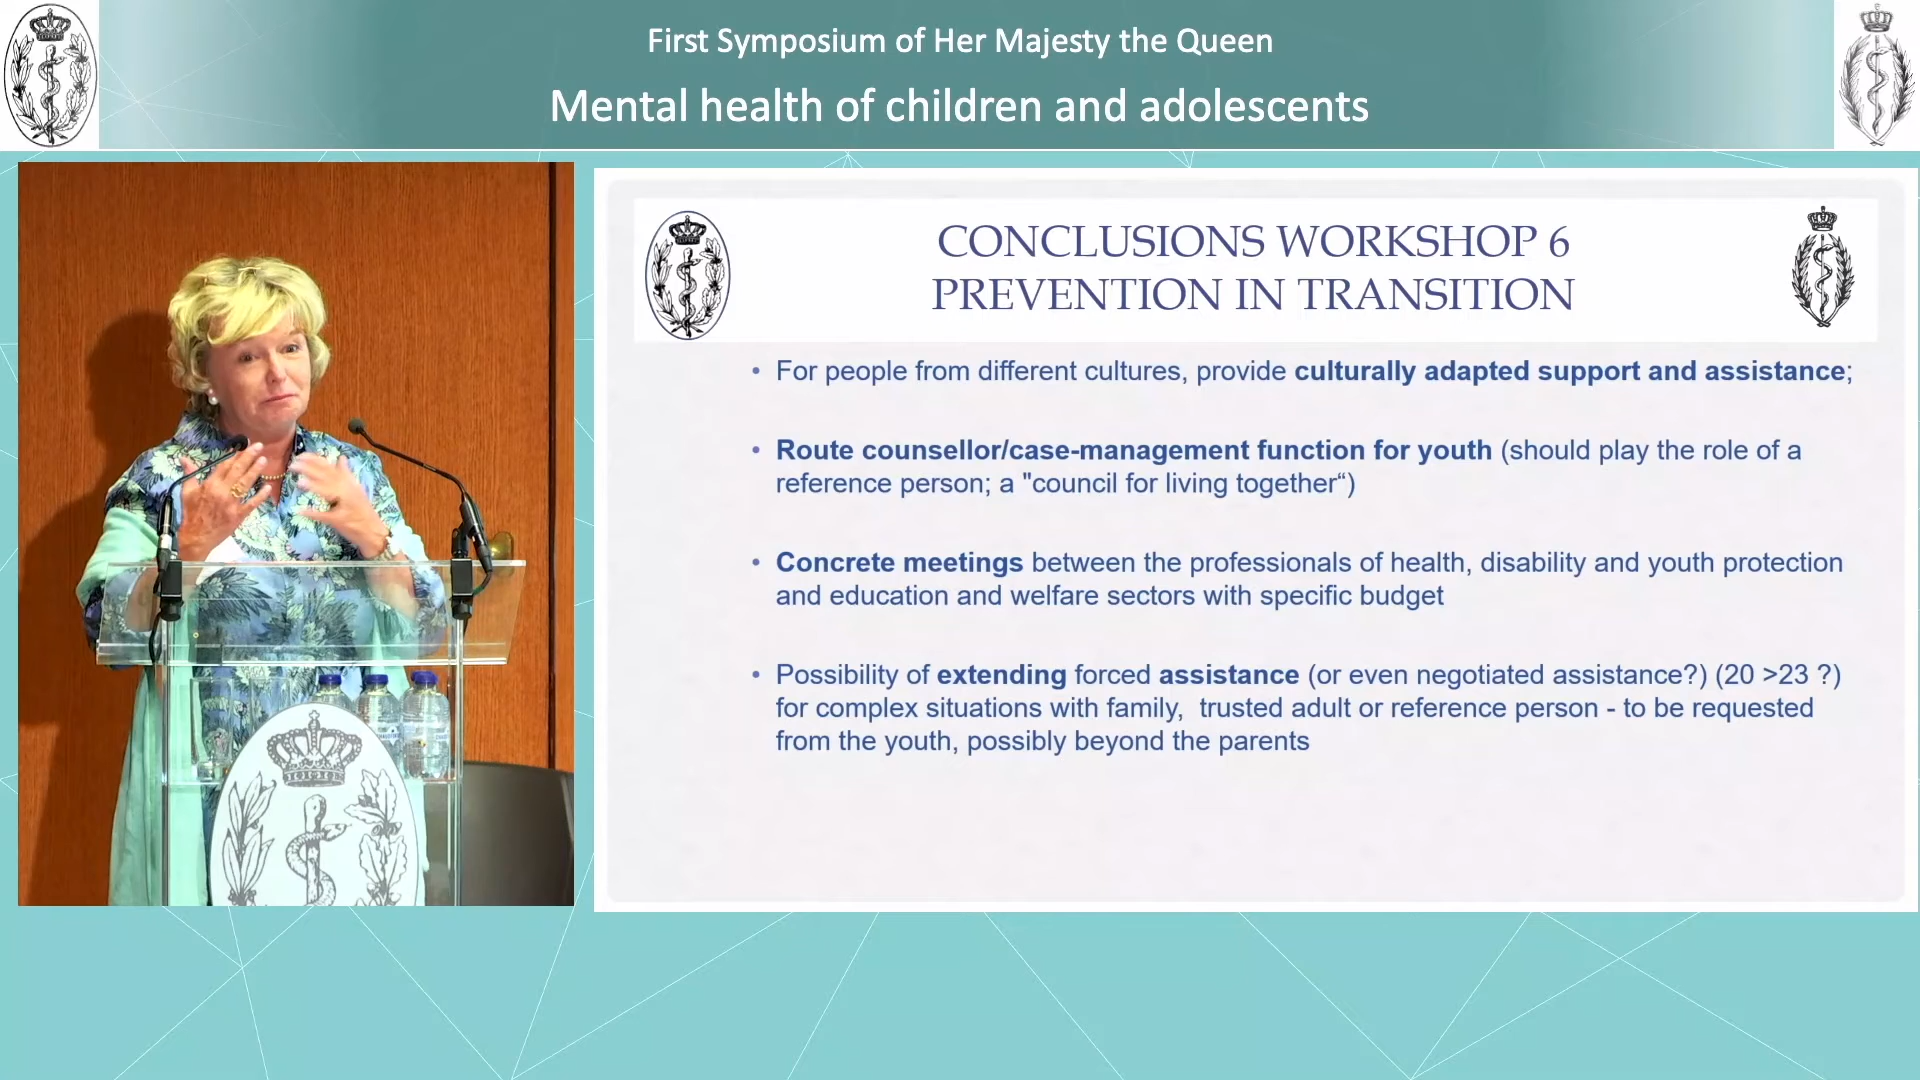 First Symposium of Her Majesty the Queen
Mental health of children and adolescents
CONCLUSIONS WORKSHOP 6
PREVENTION IN TRANSITION
• For people from different cultures, provide culturally adapted support and assistance;
• Route counsellor/case-management function for youth (should play the role of a
reference person; a "council for living together“)
• Concrete meetings between the professionals of health, disability and youth protection
and education and welfare sectors with specific budget
• Possibility of extending forced assistance (or even negotiated assistance?) (20 >23 ?)
for complex situations with family,  trusted adult or reference person - to be requested
from the youth, possibly beyond the parents